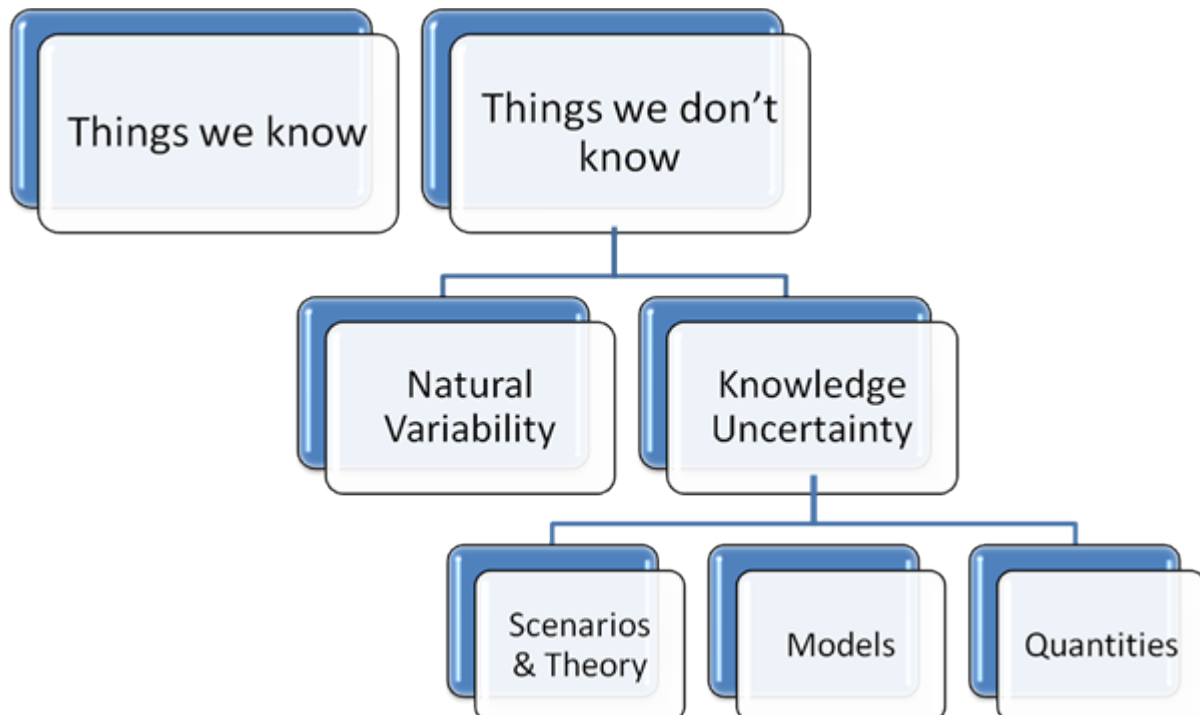 Things we know
Things we don’t
know
Natural
Variability
Knowledge
Uncertainty
Scenarios
& Theory
Models
Quantities